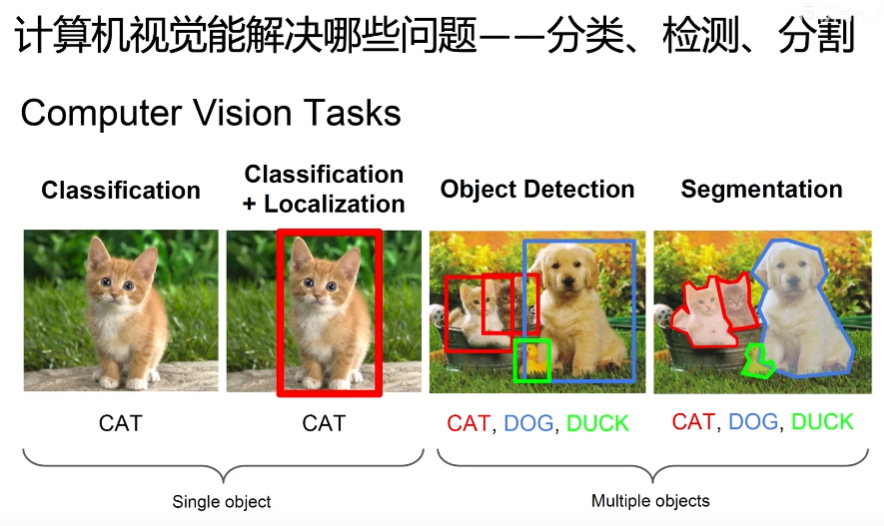 计算机视觉能解决哪些问题——分类、检测、分割
Computer Vision Tasks
Classification
Classification
+ Localization
Object Detection
Segmentation
CAT
CAT
CAT, DOG, DUCK
CAT, DOG, DUCK
Single object
Multiple objects